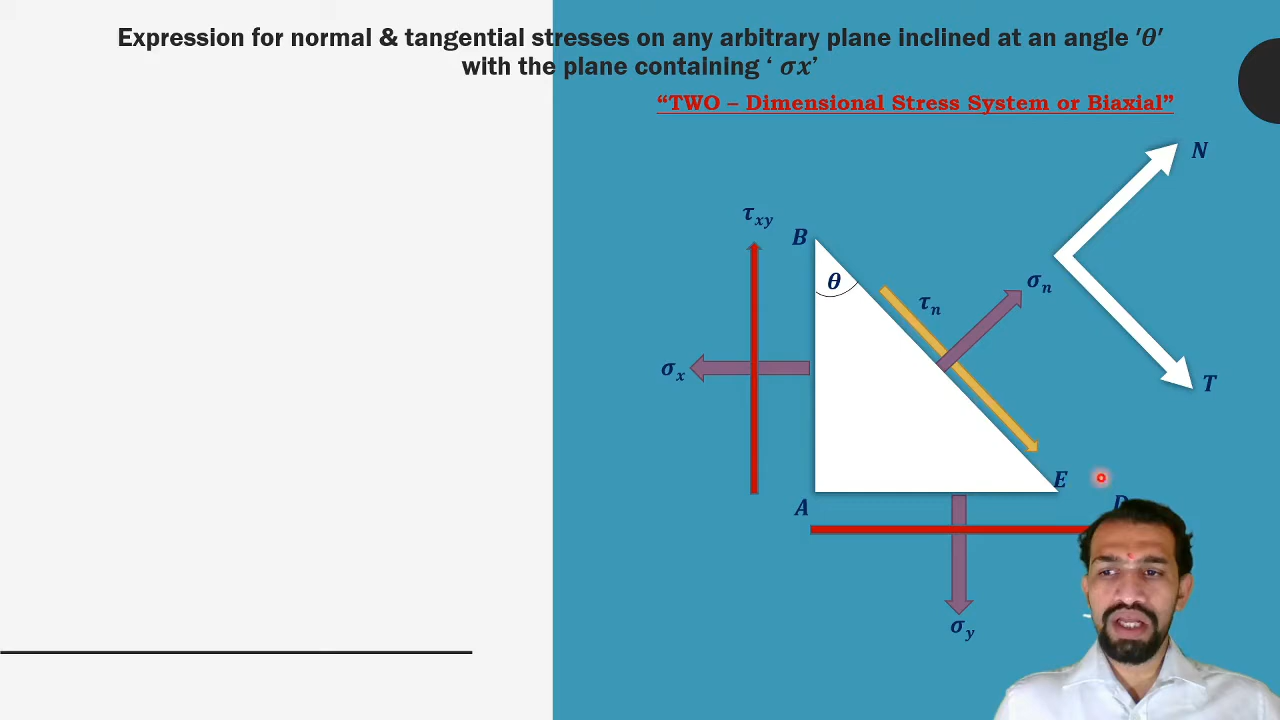 Expression for normal & tangential stresses on any arbitrary plane inclined at an angle ′θ′
with the plane containing ‘ σx’
“TWO – Dimensional Stress System or Biaxial”
N
τxy
B
θ
σn
τn
σx
T
E
A
D
σy